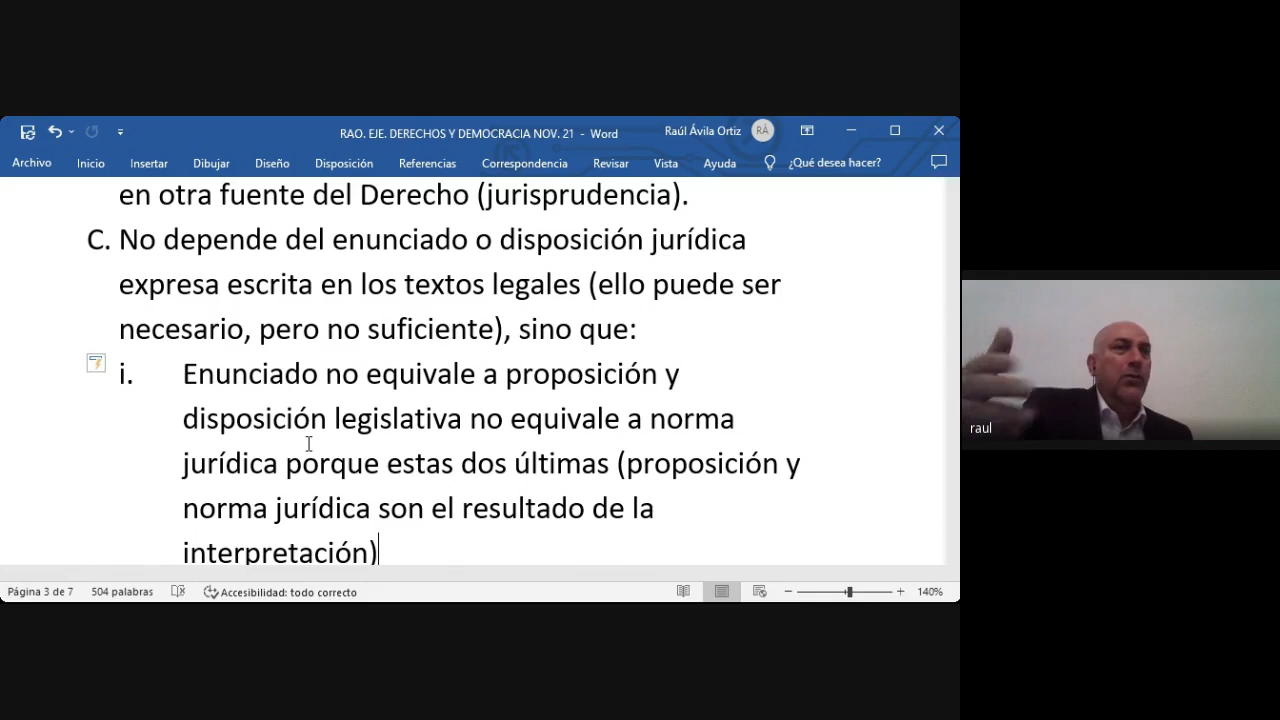 RAO. EJE. DERECHOS Y DEMOCRACIA NOV. 21 - Word
Raúl Ávila Ortiz
RÁ
Archivo Inicio Insertar Dibujar Diseño Disposición Referencias Correspondencia Revisar Vista Ayuda ¿Qué desea hacer?
en otra fuente del Derecho (jurisprudencia).
C. No depende del enunciado o disposición jurídica
expresa escrita en los textos legales (ello puede ser
necesario, pero no suficiente), sino que:
i. Enunciado no equivale a proposición y
disposición legislativa no equivale a norma
jurídica porque estas dos últimas (proposición y
norma jurídica son el resultado de la
interpretación)
raul
Página 3 de 7 504 palabras Accesibilidad: todo correcto 140%